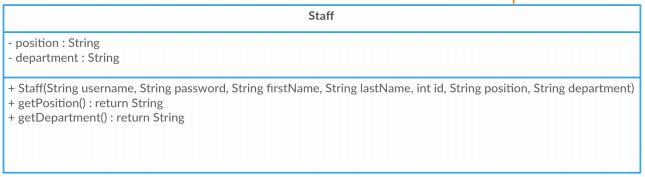 Staff
- position : String
- department : String
+ Staff(String username, String password, String firstName, String lastName, int id, String position, String department)
+ getPosition() : return String
+ getDepartment() : return String